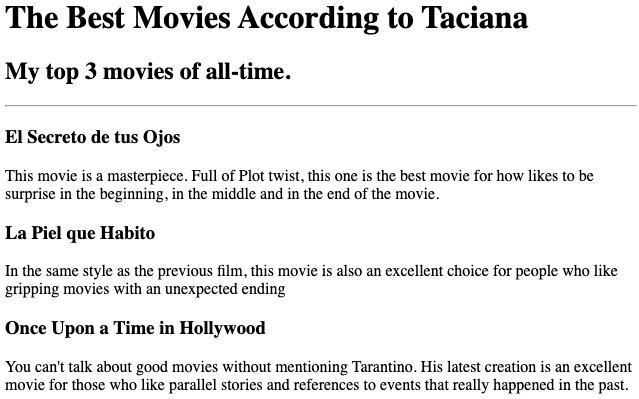 The Best Movies According to Taciana
My top 3 movies of all-time.
El Secreto de tus Ojos
This movie is a masterpiece. Full of Plot twist, this one is the best movie for how likes to be
surprise in the beginning, in the middle and in the end of the movie.
La Piel que Habito
In the same style as the previous film, this movie is also an excellent choice for people who like
gripping movies with an unexpected ending
Once Upon a Time in Hollywood
You can't talk about good movies without mentioning Tarantino. His latest creation is an excellent
movie for those who like parallel stories and references to events that really happened in the past.